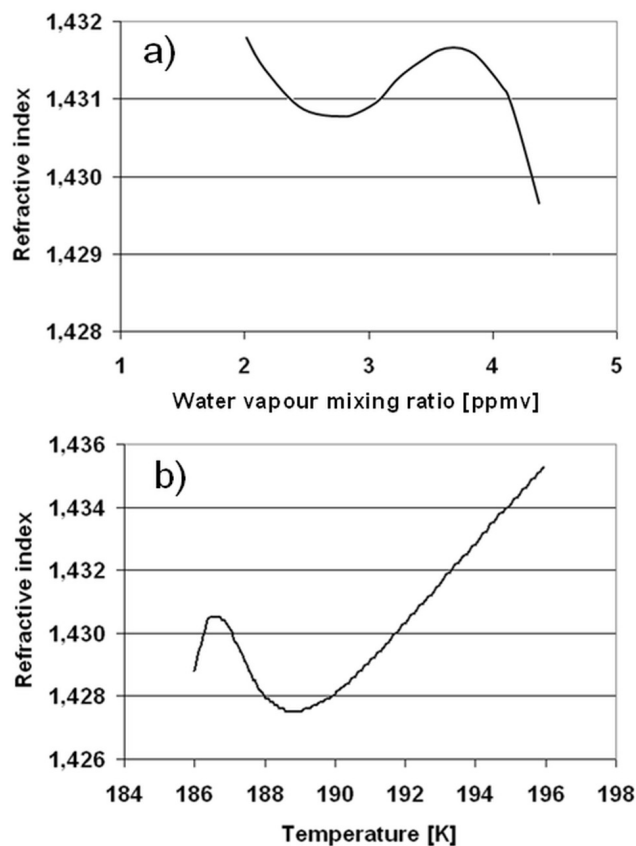 a)
Refractive index
1,432
1,431
1,430
1,429
1,428
1 2 3 4 5
Water vapour mixing ratio [ppmv]
b)
Refractive index
1,436
1,434
1,432
1,430
1,428
1,426
184 186 188 190 192 194 196 198
Temperature [K]